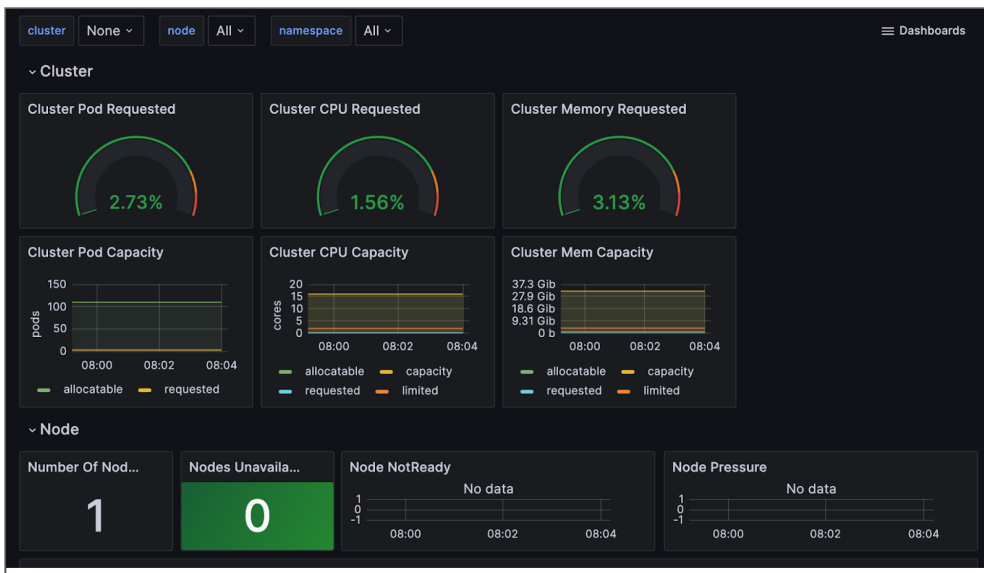 cluster None node All namespace All Dashboards
Cluster
Cluster Pod Requested
2.73%
Cluster CPU Requested
1.56%
Cluster Memory Requested
3.13%
Cluster Pod Capacity
150
100
50
0
pods
08:00 08:02 08:04
allocatable requested
Cluster CPU Capacity
20
15
10
5
0
cores
08:00 08:02 08:04
allocatable capacity
requested limited
Cluster Mem Capacity
37.3 Gib
27.9 Gib
18.6 Gib
9.31 Gib
0 b
08:00 08:02 08:04
allocatable capacity
requested limited
Node
Number Of Nod...
1
Nodes Unavaila...
0
Node NotReady
No data
1
0
-1
08:00 08:02 08:04
Node Pressure
No data
1
0
-1
08:00 08:02 08:04